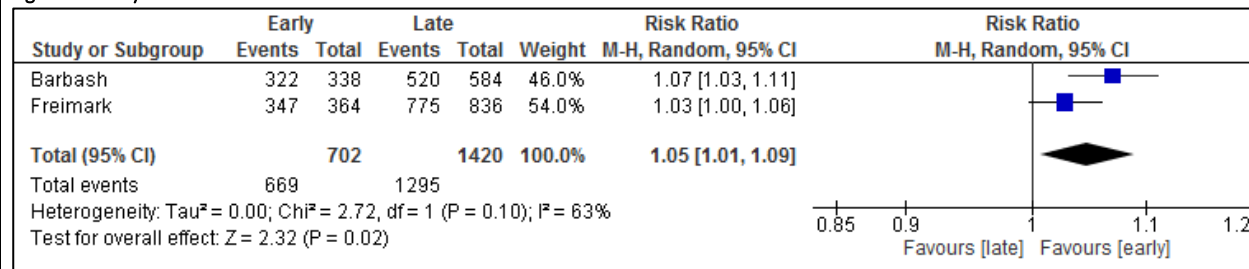 Early Late Risk Ratio Risk Ratio
Study or Subgroup Events Total Events Total Weight M-H, Random, 95% CI M-H, Random, 95% CI
Barbash 322 338 520 584 46.0% 1.07 [1.03, 1.11]
Freimark 347 364 775 836 54.0% 1.03 [1.00, 1.06]
Total (95% CI) 702 1420 100.0% 1.05 [1.01, 1.09]
Total events 669 1295
Heterogeneity: Tau² = 0.00; Chi² = 2.72, df = 1 (P = 0.10); I² = 63%
Test for overall effect: Z = 2.32 (P = 0.02)
0.85 0.9 1 1.1 1.2
Favours [late] Favours [early]